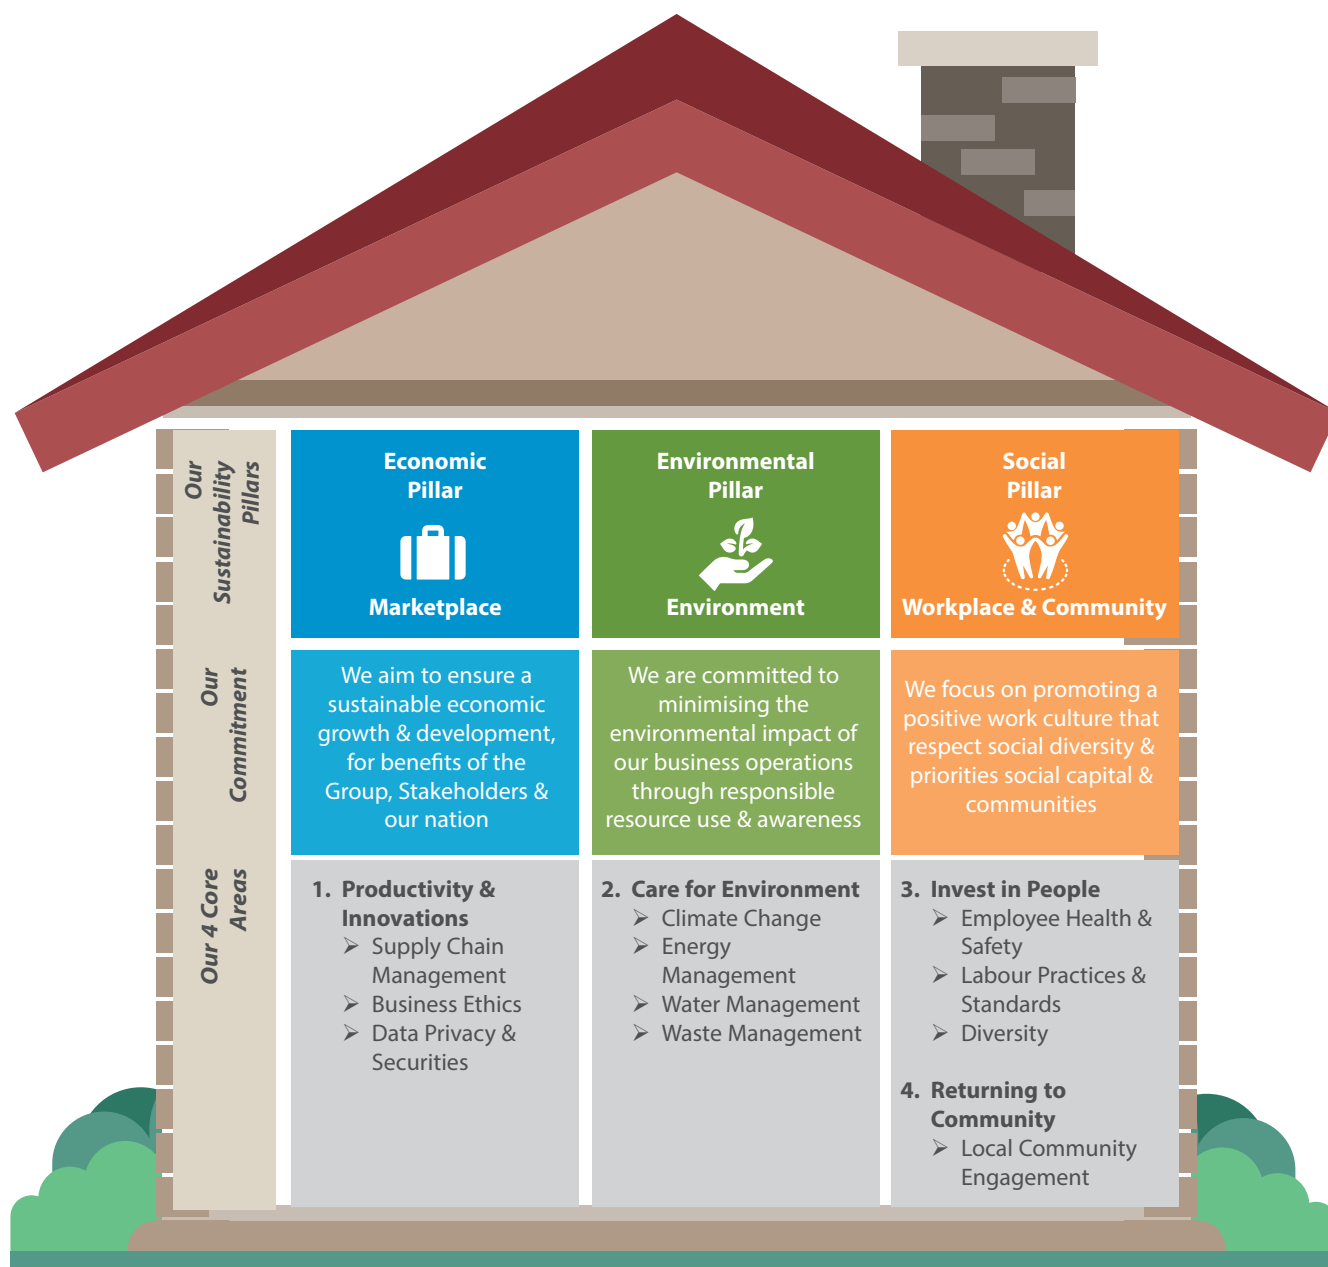 Our
Sustainability
Pillars
Economic
Pillar
Marketplace
Environmental
Pillar
Environment
Social
Pillar
Workplace & Community
Our
Commitment
We aim to ensure a
sustainable economic
growth & development,
for benefits of the
Group, Stakeholders &
our nation
We are committed to
minimising the
environmental impact of
our business operations
through responsible
resource use & awareness
We focus on promoting a
positive work culture that
respect social diversity &
priorities social capital &
communities
Our 4 Core
Areas
1. Productivity &
Innovations
➢ Supply Chain
Management
➢ Business Ethics
➢ Data Privacy &
Securities
2. Care for Environment
➢ Climate Change
➢ Energy
Management
➢ Water Management
➢ Waste Management
3. Invest in People
➢ Employee Health &
Safety
➢ Labour Practices &
Standards
➢ Diversity
4. Returning to
Community
➢ Local Community
Engagement